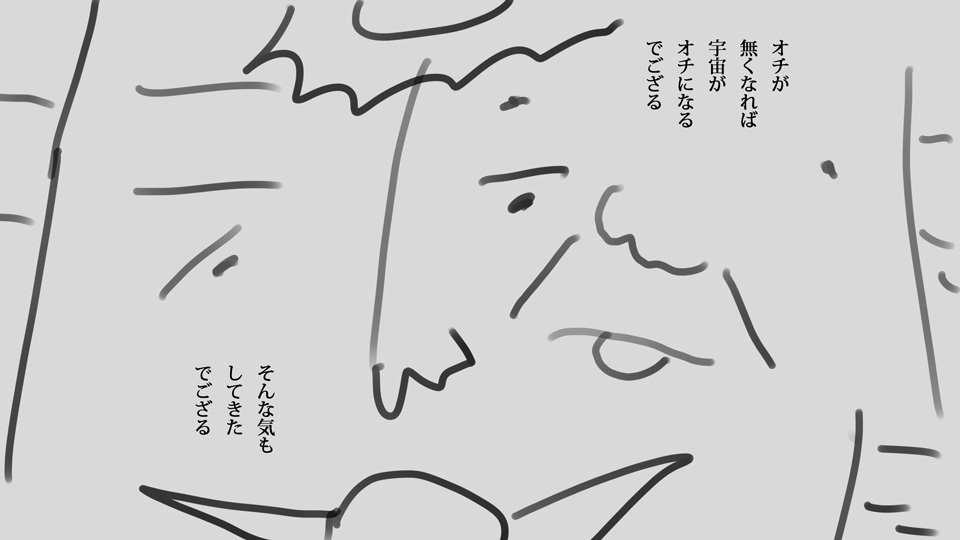 オチが
無くなれば
宇宙が
オチになる
でござる
そんな気も
してきた
でござる